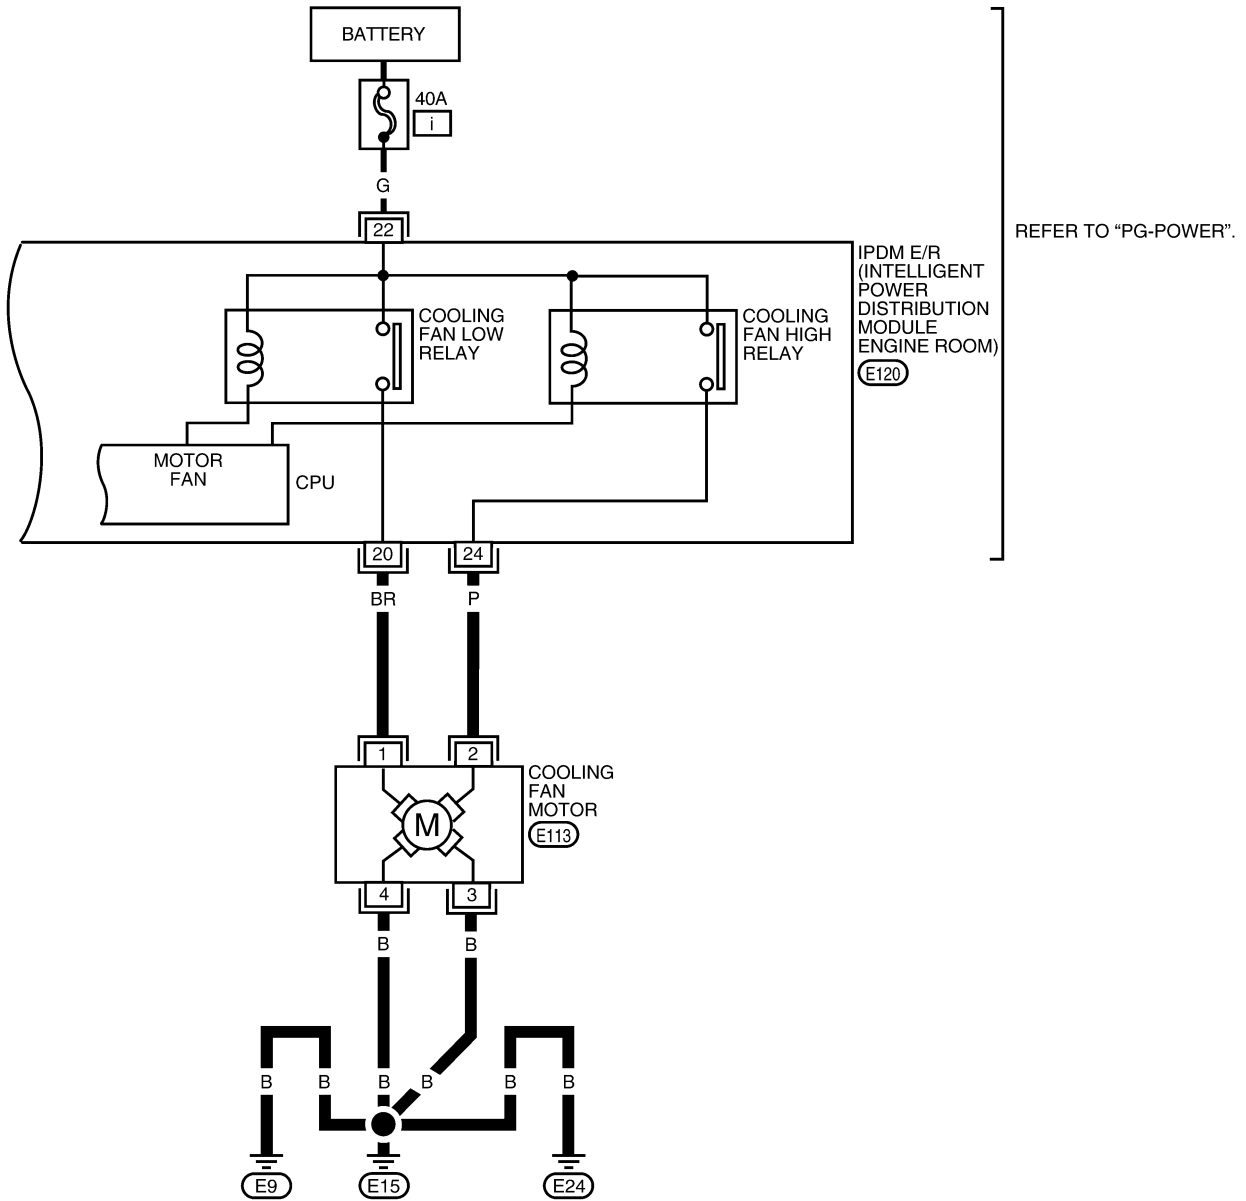 BATTERY
40A
i
G
22
REFER TO “PG-POWER”.
IPDM E/R
(INTELLIGENT
POWER
DISTRIBUTION
MODULE
ENGINE ROOM)
E120
COOLING
FAN LOW
RELAY
COOLING
FAN HIGH
RELAY
MOTOR
FAN
CPU
20
24
BR
P
1
2
COOLING
FAN
MOTOR
E113
M
4
3
B
B
B
B
B
B
B
B
E9
E15
E24